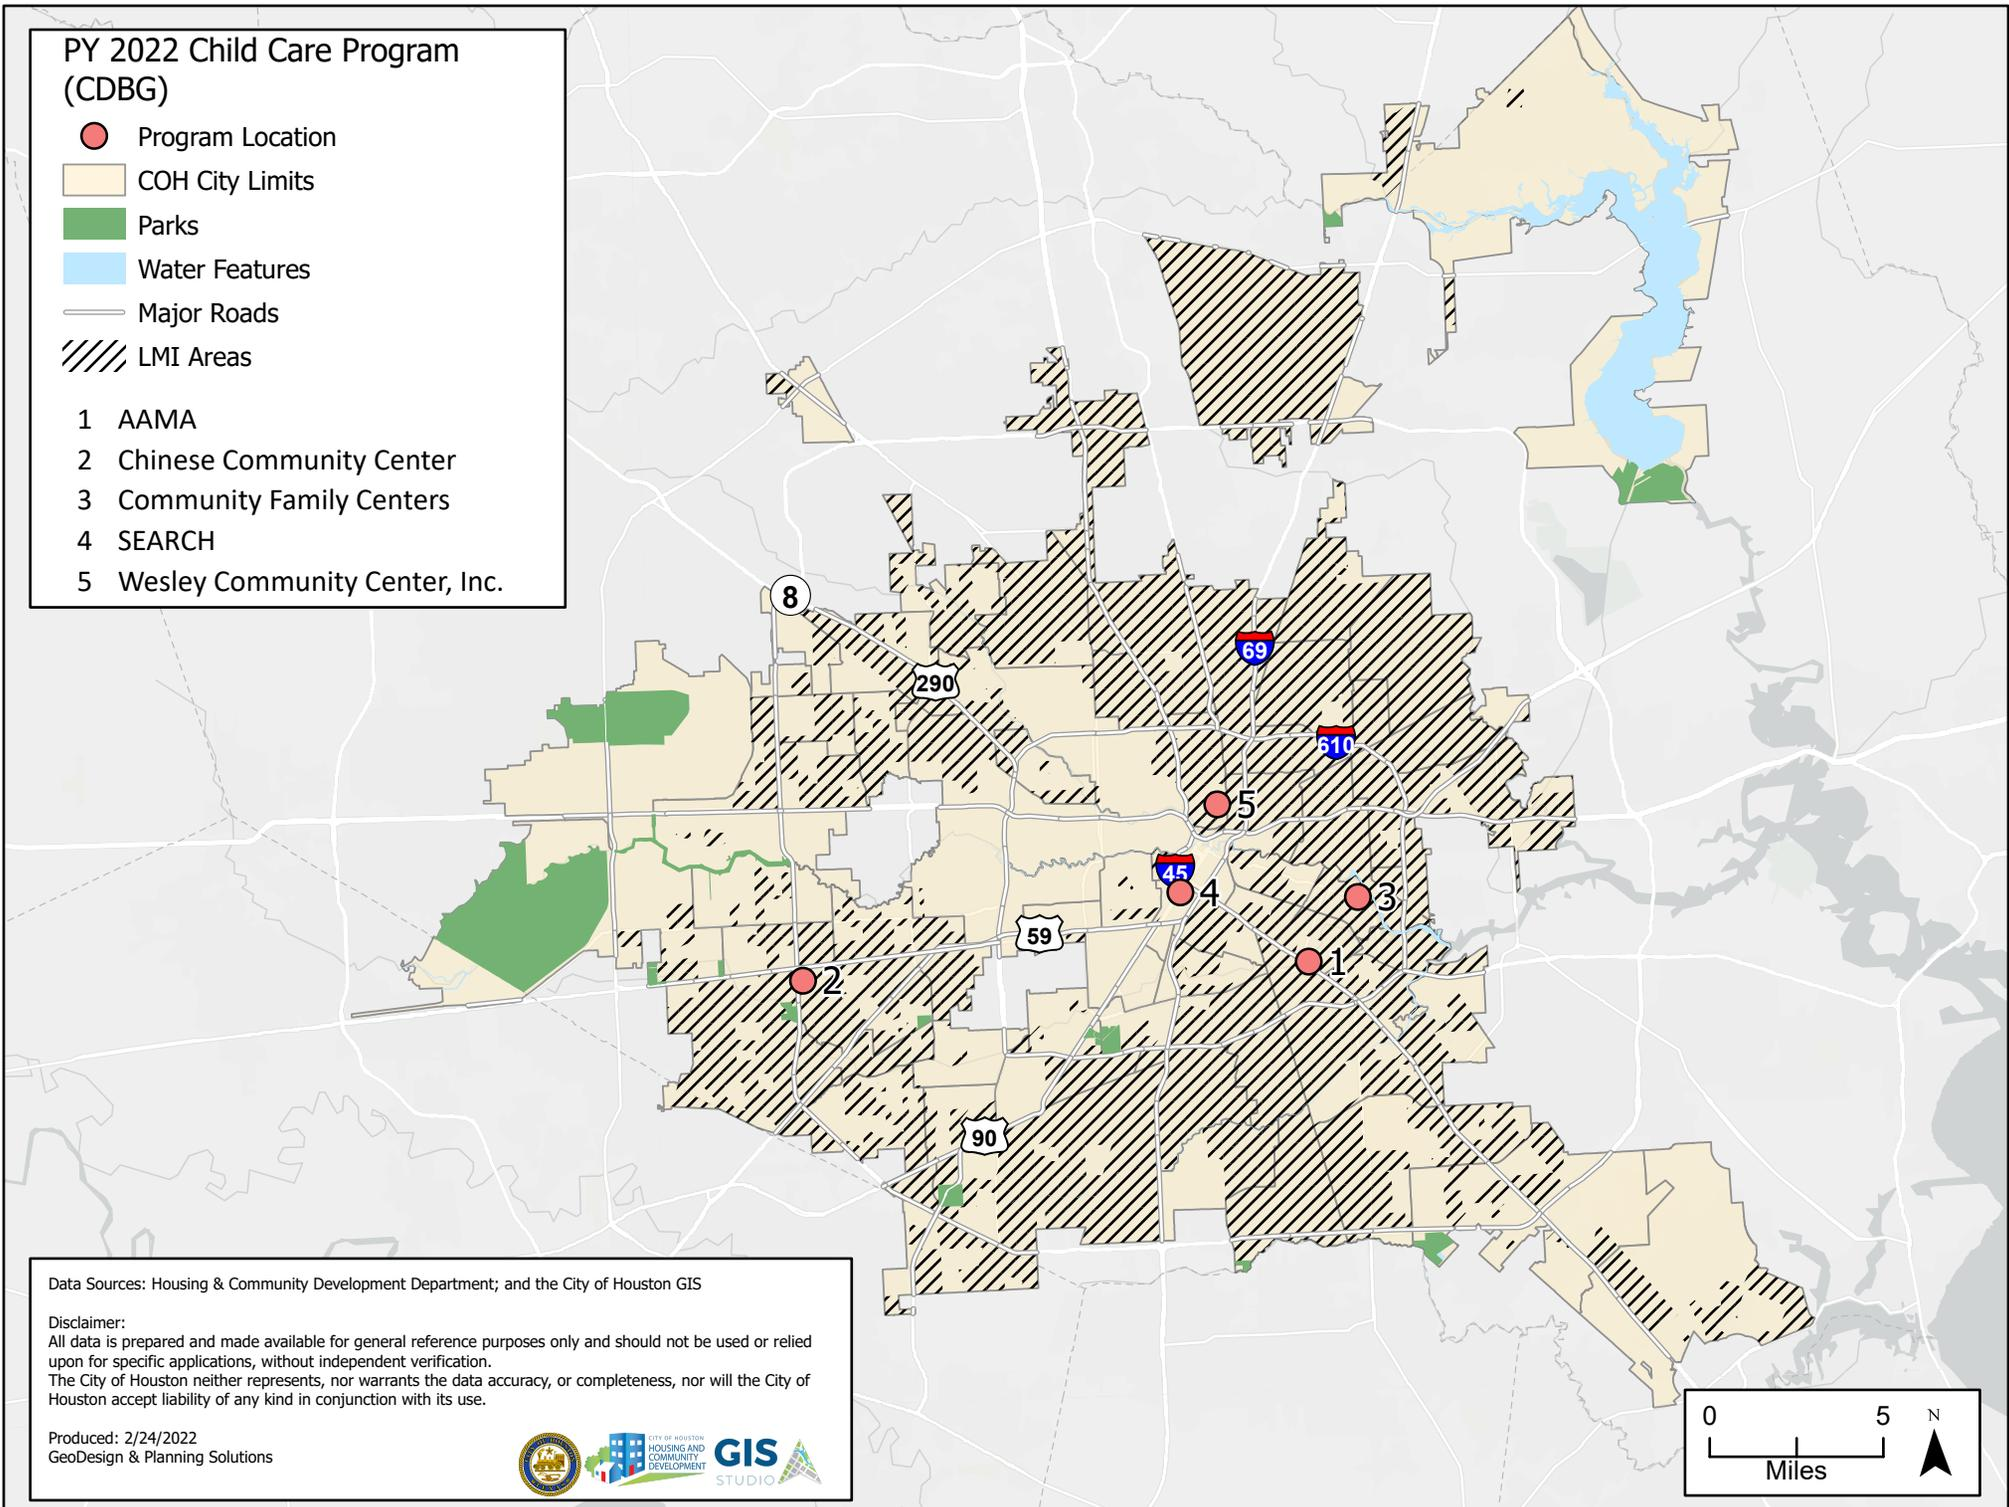 PY 2022 Child Care Program
(CDBG)
Program Location
COH City Limits
Parks
Water Features
Major Roads
LMI Areas
1 AAMA
2 Chinese Community Center
3 Community Family Centers
4 SEARCH
5 Wesley Community Center, Inc.
8
69
290
610
5
45
4
3
59
1
2
90
Data Sources: Housing & Community Development Department; and the City of Houston GIS
Disclaimer:
All data is prepared and made available for general reference purposes only and should not be used or relied
upon for specific applications, without independent verification.
The City of Houston neither represents, nor warrants the data accuracy, or completeness, nor will the City of
Houston accept liability of any kind in conjunction with its use.
Produced: 2/24/2022
GeoDesign & Planning Solutions
CITY OF HOUSTON
HOUSING AND
COMMUNITY
DEVELOPMENT
GIS
STUDIO
0 5 N
Miles